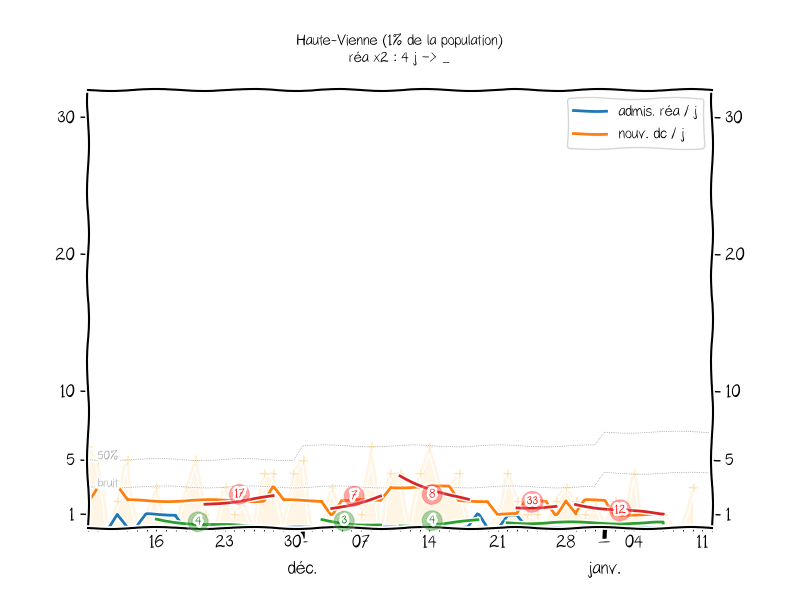 Haute-Vienne (1% de la population)
réa x2 : 4 j -> _
admis. réa / j
nouv. dc / j
30 30
20 20
10 10
5 5
1 1
50%
bruit
17 7 8 33 12
4 3 4
16 23 30 07 14 21 28 04 11
déc. janv.